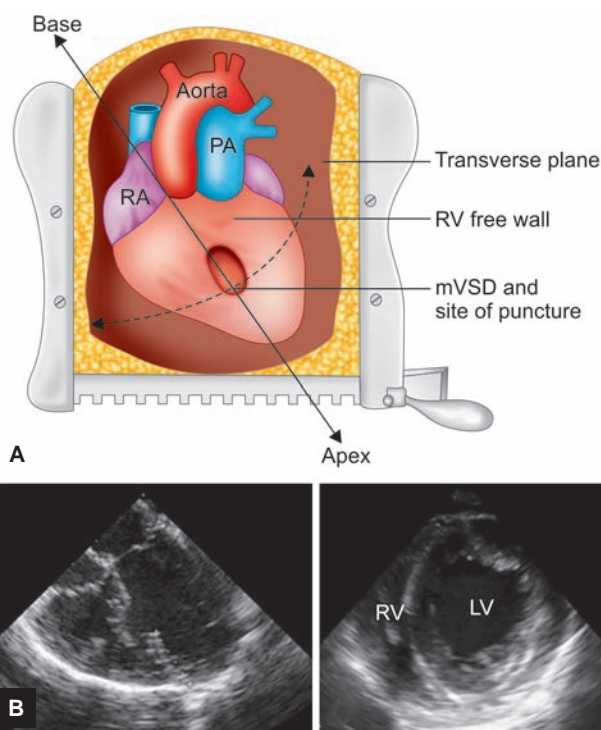 Base
Aorta
PA
RA
Transverse plane
RV free wall
mVSD and
site of puncture
A
Apex
RV
LV
B